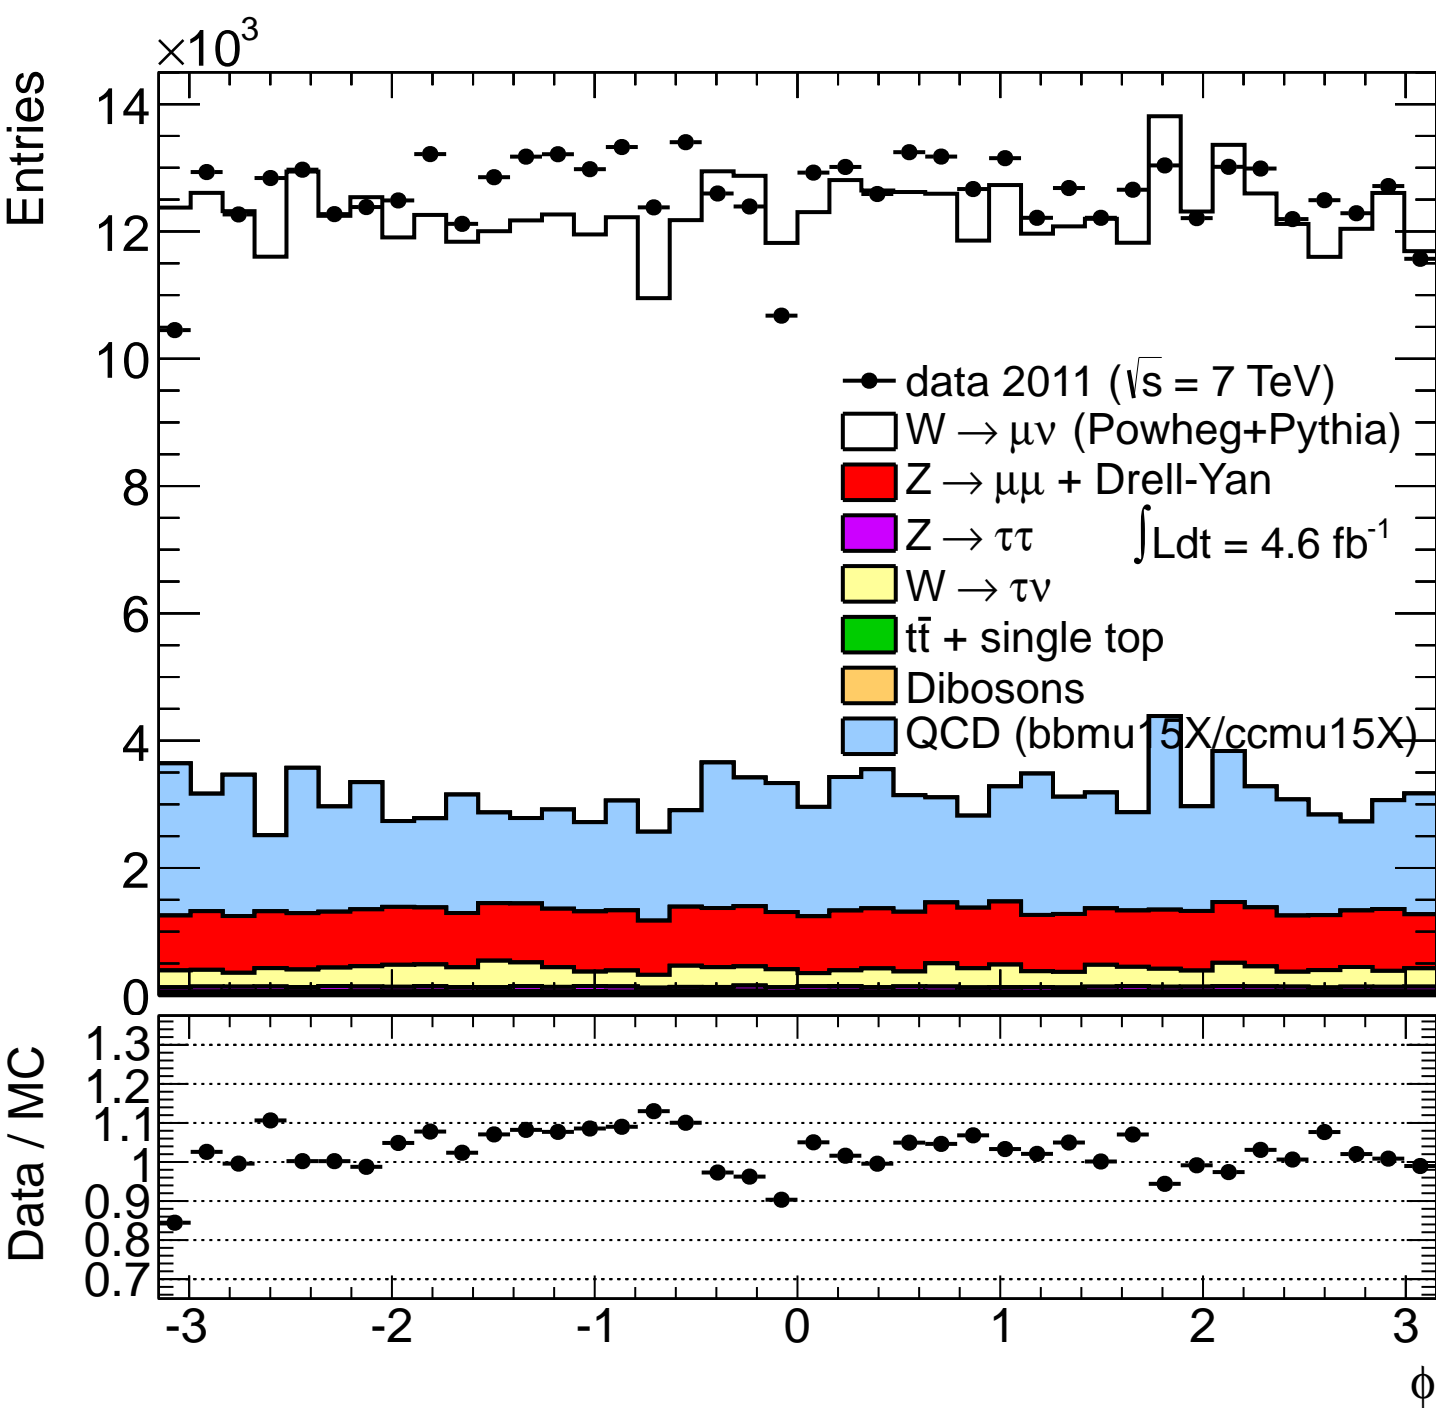 ×10³
Entries
14
12
10
8
6
4
2
0
data 2011 (√s = 7 TeV)
W → μν (Powheg+Pythia)
Z → μμ + Drell-Yan
Z → ττ
∫Ldt = 4.6 fb⁻¹
W → τν
tt̄ + single top
Dibosons
QCD (bbmu15X/ccmu15X)
Data / MC
1.3
1.2
1.1
1
0.9
0.8
0.7
-3 -2 -1 0 1 2 3
ϕ